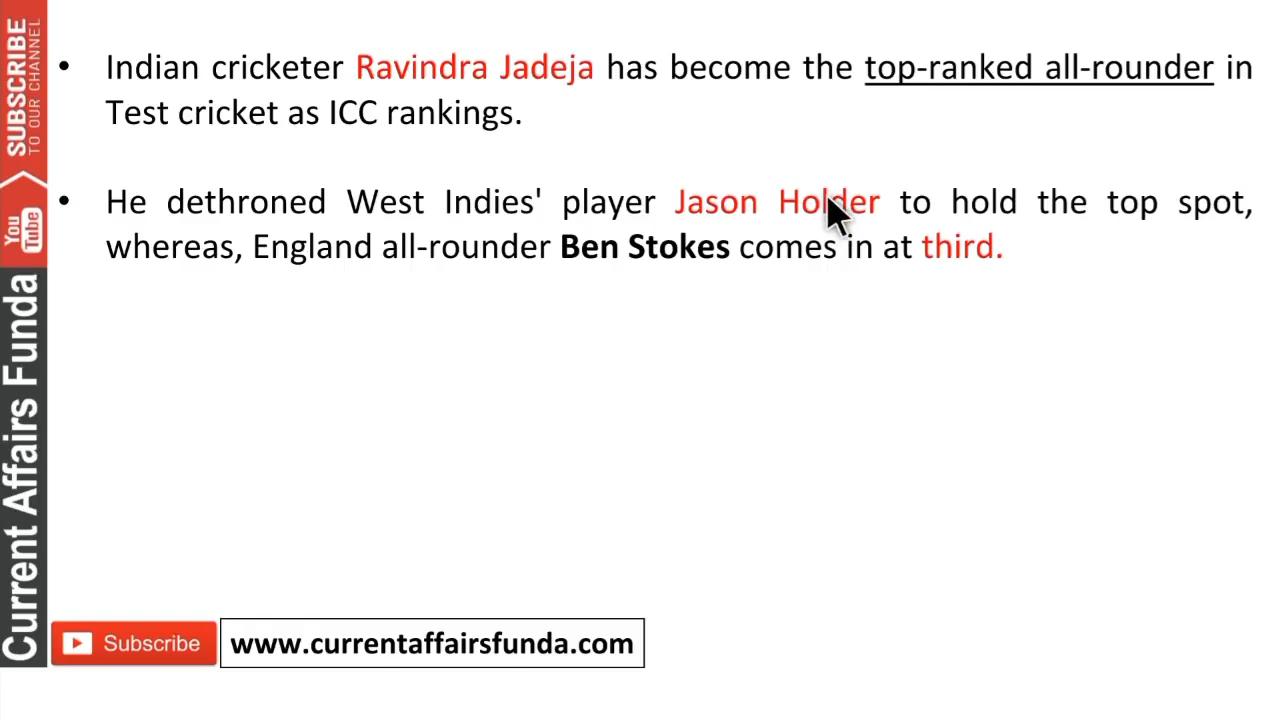 • Indian cricketer Ravindra Jadeja has become the top-ranked all-rounder in
Test cricket as ICC rankings.
• He dethroned West Indies' player Jason Holder to hold the top spot,
whereas, England all-rounder Ben Stokes comes in at third.
SUBSCRIBE
TO OUR CHANNEL
You
Tube
Current Affairs Funda
Subscribe
www.currentaffairsfunda.com